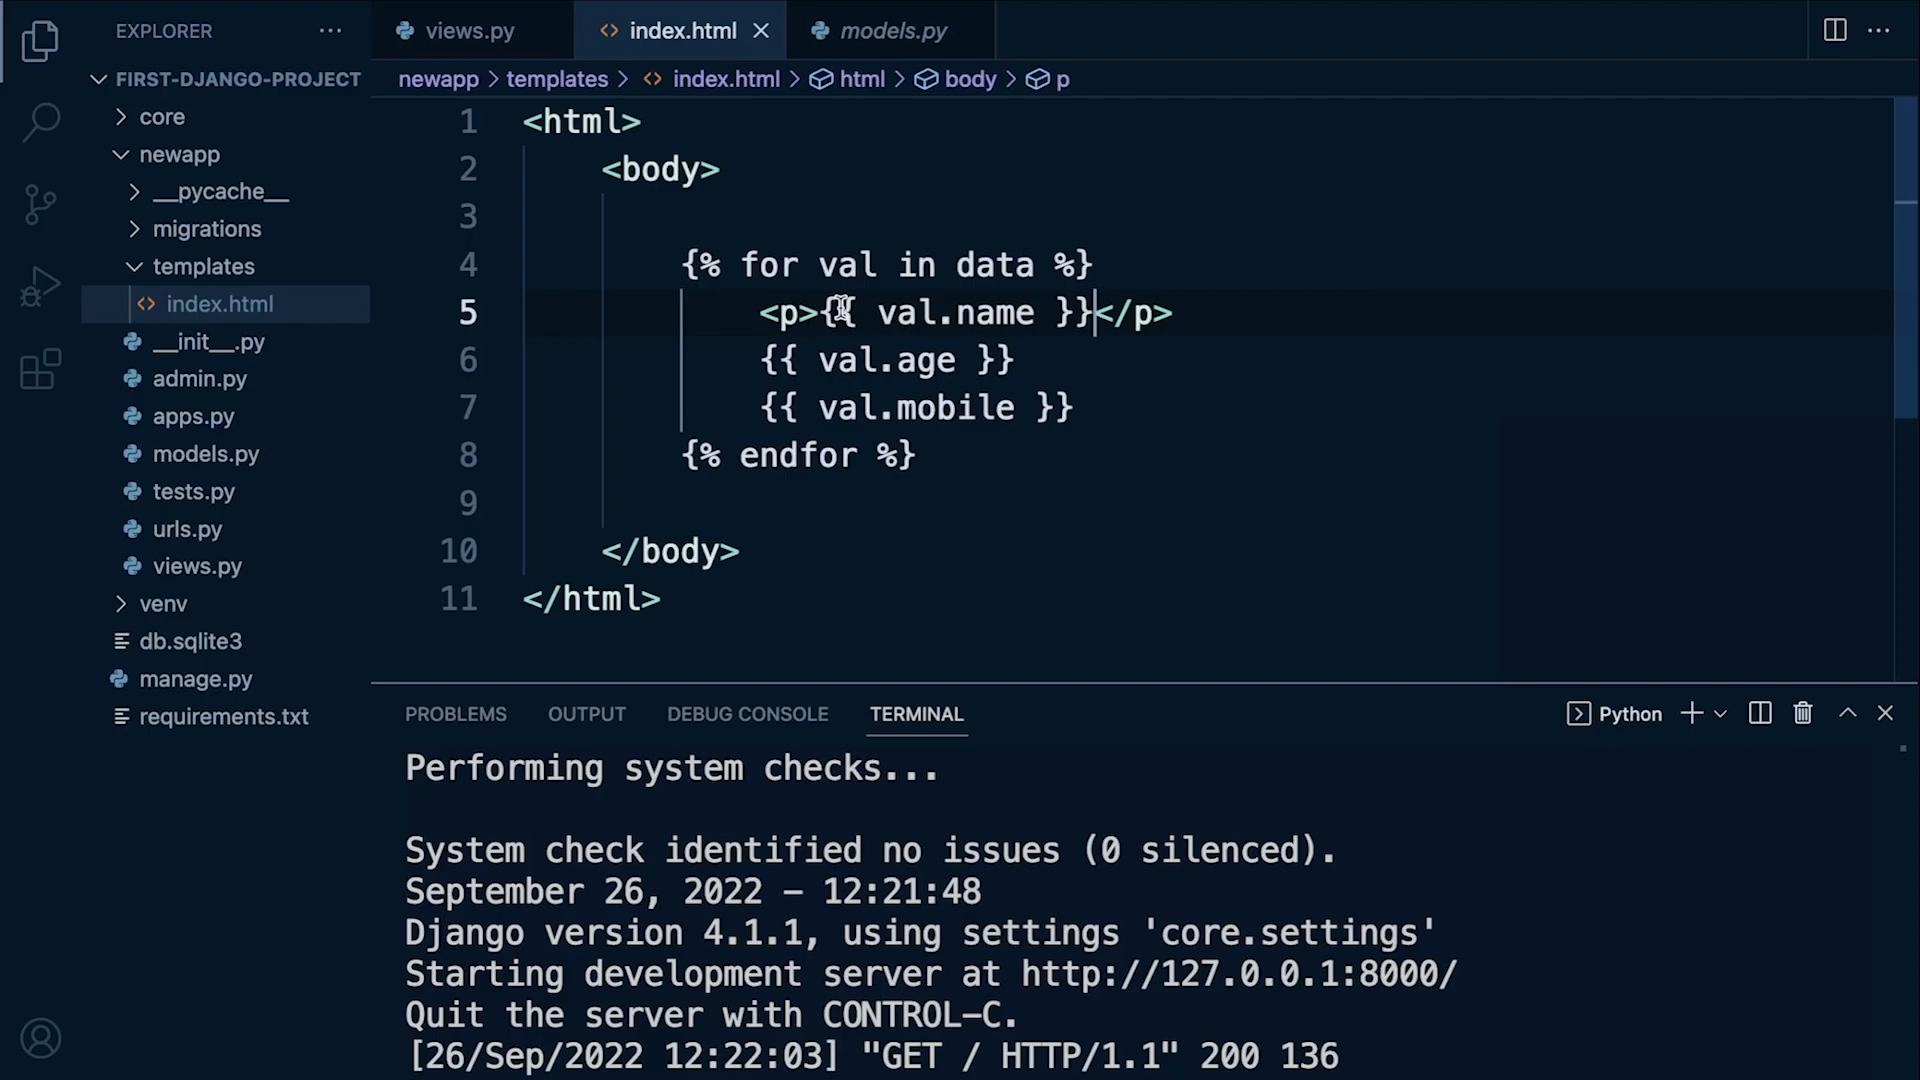 EXPLORER
FIRST-DJANGO-PROJECT
core
newapp
__pycache__
migrations
templates
index.html
__init__.py
admin.py
apps.py
models.py
tests.py
urls.py
views.py
venv
db.sqlite3
manage.py
requirements.txt
views.py index.html models.py
newapp > templates > index.html > html > body > p
1 <html>
2 <body>
3
4 {% for val in data %}
5 <p>{{ val.name }}</p>
6 {{ val.age }}
7 {{ val.mobile }}
8 {% endfor %}
9
10 </body>
11 </html>
PROBLEMS OUTPUT DEBUG CONSOLE TERMINAL Python
Performing system checks...
System check identified no issues (0 silenced).
September 26, 2022 - 12:21:48
Django version 4.1.1, using settings 'core.settings'
Starting development server at http://127.0.0.1:8000/
Quit the server with CONTROL-C.
[26/Sep/2022 12:22:03] "GET / HTTP/1.1" 200 136